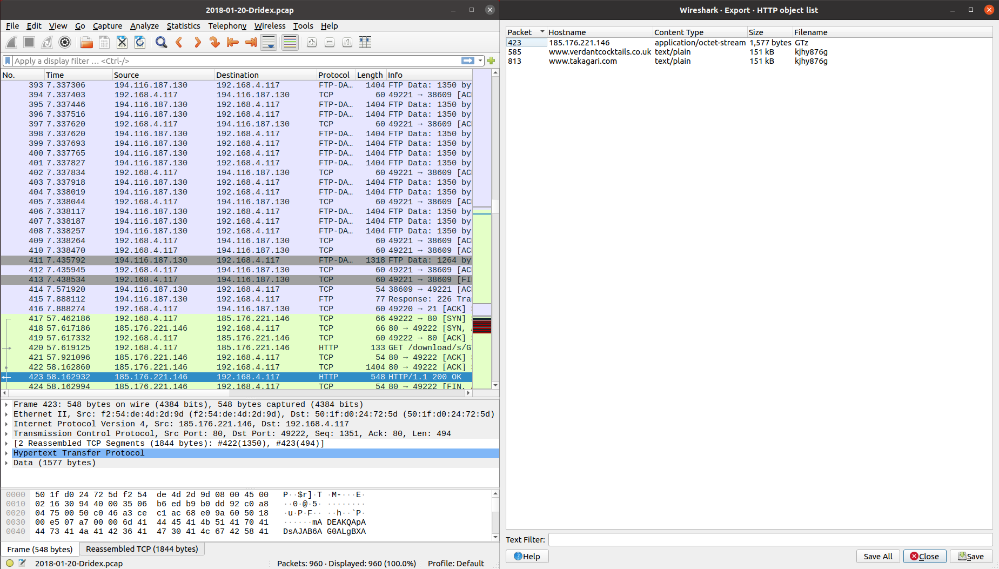 2018-01-20-Dridex.pcap
File Edit View Go Capture Analyze Statistics Telephony Wireless Tools Help
Apply a display filter … <Ctrl-/>
No. Time Source Destination Protocol Length Info
393 7.337306 194.116.187.130 192.168.4.117 FTP-DA… 1404 FTP Data: 1350 by
394 7.337403 192.168.4.117 194.116.187.130 TCP 60 49221 → 38609 [AC
395 7.337446 194.116.187.130 192.168.4.117 FTP-DA… 1404 FTP Data: 1350 by
396 7.337516 194.116.187.130 192.168.4.117 FTP-DA… 1404 FTP Data: 1350 by
397 7.337620 192.168.4.117 194.116.187.130 TCP 60 49221 → 38609 [AC
398 7.337620 194.116.187.130 192.168.4.117 FTP-DA… 1404 FTP Data: 1350 by
399 7.337693 194.116.187.130 192.168.4.117 FTP-DA… 1404 FTP Data: 1350 by
400 7.337765 194.116.187.130 192.168.4.117 FTP-DA… 1404 FTP Data: 1350 by
401 7.337827 194.116.187.130 192.168.4.117 FTP-DA… 1404 FTP Data: 1350 by
402 7.337834 192.168.4.117 194.116.187.130 TCP 60 49221 → 38609 [AC
403 7.337918 194.116.187.130 192.168.4.117 FTP-DA… 1404 FTP Data: 1350 by
404 7.338019 194.116.187.130 192.168.4.117 FTP-DA… 1404 FTP Data: 1350 by
405 7.338044 192.168.4.117 194.116.187.130 TCP 60 49221 → 38609 [AC
406 7.338117 194.116.187.130 192.168.4.117 FTP-DA… 1404 FTP Data: 1350 by
407 7.338187 194.116.187.130 192.168.4.117 FTP-DA… 1404 FTP Data: 1350 by
408 7.338257 194.116.187.130 192.168.4.117 FTP-DA… 1404 FTP Data: 1350 by
409 7.338264 192.168.4.117 194.116.187.130 TCP 60 49221 → 38609 [AC
410 7.338470 192.168.4.117 194.116.187.130 TCP 60 49221 → 38609 [AC
411 7.435792 194.116.187.130 192.168.4.117 FTP-DA… 1318 FTP Data: 1264 by
412 7.435945 192.168.4.117 194.116.187.130 TCP 60 49221 → 38609 [AC
413 7.438534 192.168.4.117 194.116.187.130 TCP 60 49221 → 38609 [FI
414 7.571920 194.116.187.130 192.168.4.117 TCP 54 38609 → 49221 [AC
415 7.888112 194.116.187.130 192.168.4.117 FTP 77 Response: 226 Tra
416 7.888274 192.168.4.117 194.116.187.130 TCP 60 49220 → 21 [ACK]
417 57.462186 192.168.4.117 185.176.221.146 TCP 66 49222 → 80 [SYN]
418 57.617186 185.176.221.146 192.168.4.117 TCP 66 80 → 49222 [SYN,
419 57.617332 192.168.4.117 185.176.221.146 TCP 60 49222 → 80 [ACK]
420 57.619125 192.168.4.117 185.176.221.146 HTTP 133 GET /download/s/G
421 57.921096 185.176.221.146 192.168.4.117 TCP 54 80 → 49222 [ACK]
422 58.162860 185.176.221.146 192.168.4.117 TCP 1404 80 → 49222 [ACK]
423 58.162932 185.176.221.146 192.168.4.117 HTTP 548 HTTP/1.1 200 OK
424 58.162994 185.176.221.146 192.168.4.117 TCP 54 80 → 49222 [FIN,
Frame 423: 548 bytes on wire (4384 bits), 548 bytes captured (4384 bits)
Ethernet II, Src: f2:54:de:4d:2d:9d (f2:54:de:4d:2d:9d), Dst: 50:1f:d0:24:72:5d (50:1f:d0:24:72:5d)
Internet Protocol Version 4, Src: 185.176.221.146, Dst: 192.168.4.117
Transmission Control Protocol, Src Port: 80, Dst Port: 49222, Seq: 1351, Ack: 80, Len: 494
[2 Reassembled TCP Segments (1844 bytes): #422(1350), #423(494)]
Hypertext Transfer Protocol
Data (1577 bytes)
0000 50 1f d0 24 72 5d f2 54 de 4d 2d 9d 08 00 45 00 P··$r]·T ·M-···E·
0010 02 16 30 94 40 00 35 06 b6 ed b9 b0 dd 92 c0 a8 ··0·@·5· ········
0020 04 75 00 50 c0 46 a3 ce c1 ac 68 e0 9a 60 50 18 ·u·P·F·· ··h··`P·
0030 00 e5 07 a7 00 00 6d 41 44 45 41 4b 51 41 70 41 ······mA DEAKQApA
0040 44 73 41 4a 41 42 36 41 47 30 41 4c 67 42 58 41 DsAJAB6A G0ALgBXA
Frame (548 bytes) Reassembled TCP (1844 bytes)
2018-01-20-Dridex.pcap Packets: 960 · Displayed: 960 (100.0%) Profile: Default
Wireshark · Export · HTTP object list
Packet Hostname Content Type Size Filename
423 185.176.221.146 application/octet-stream 1,577 bytes GTz
585 www.verdantcocktails.co.uk text/plain 151 kB kjhy876g
813 www.takagari.com text/plain 151 kB kjhy876g
Text Filter:
Help Save All Close Save